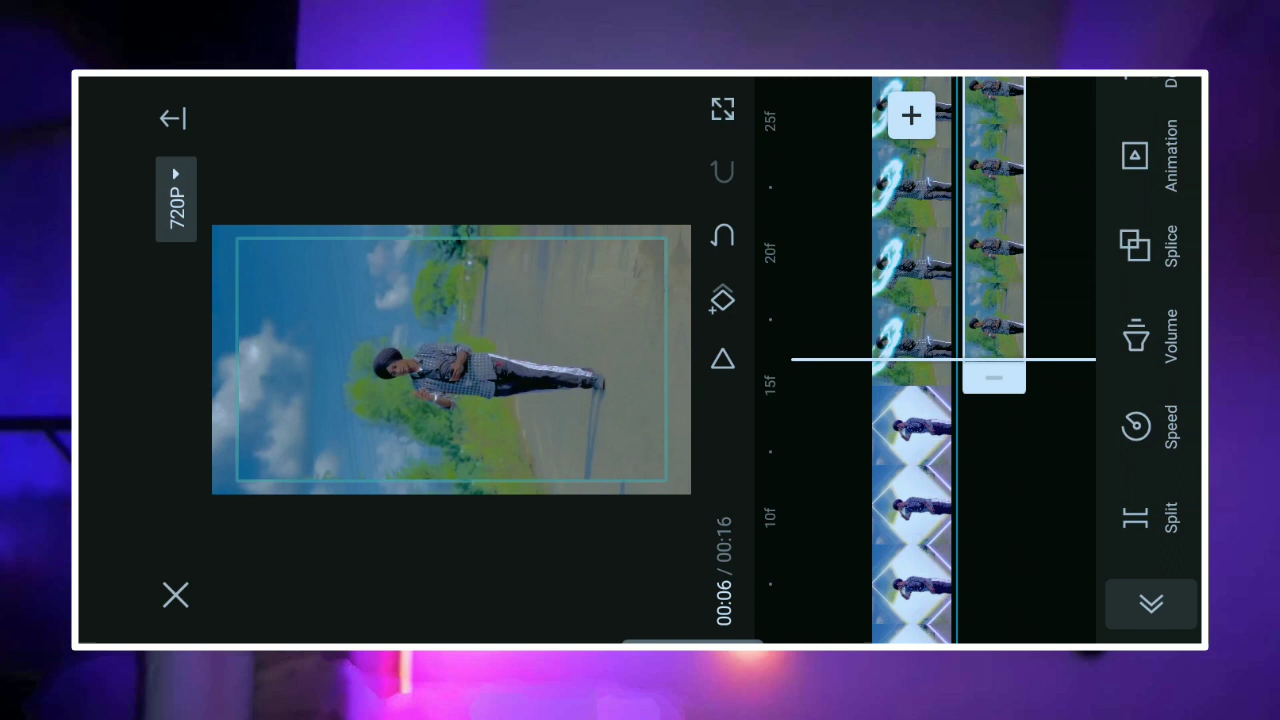 720P
00:06 / 00:16
10f
15f
20f
25f
Split
Speed
Volume
Splice
Animation